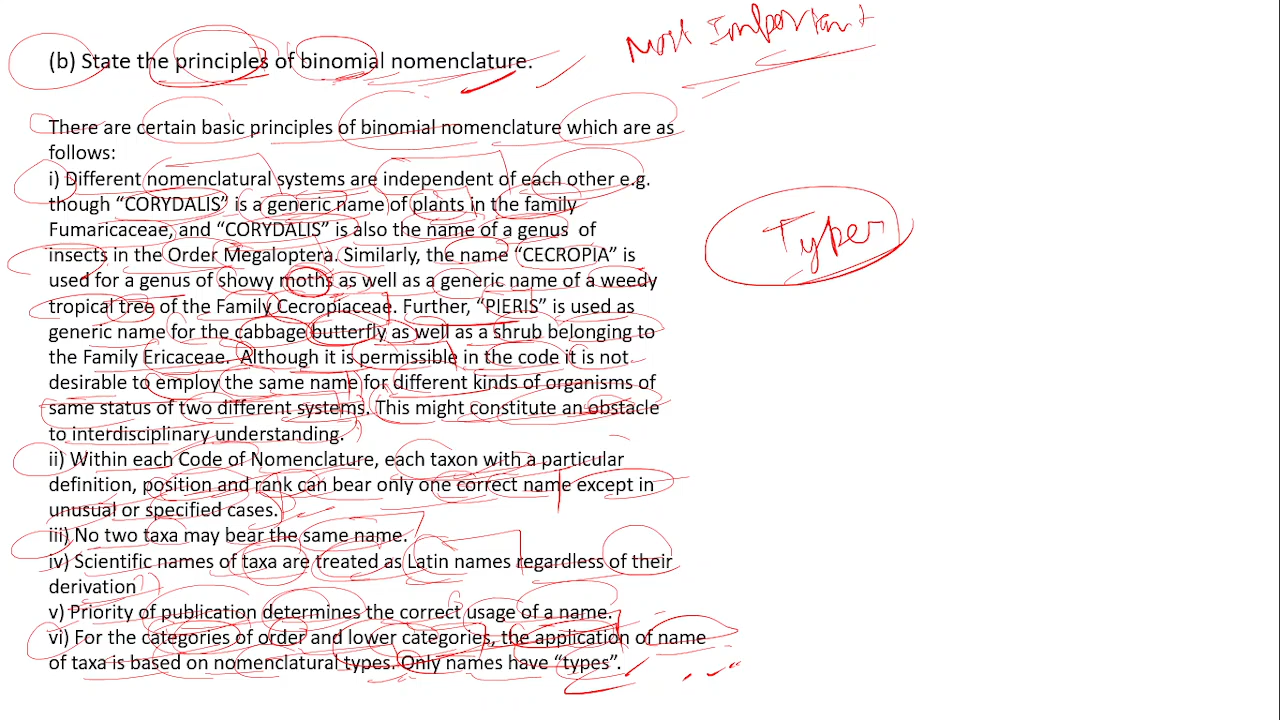 Most Important
(b) State the principles of binomial nomenclature.
There are certain basic principles of binomial nomenclature which are as
follows:
i) Different nomenclatural systems are independent of each other e.g.
though “CORYDALIS” is a generic name of plants in the family
Fumaricaceae, and “CORYDALIS” is also the name of a genus of
insects in the Order Megaloptera. Similarly, the name “CECROPIA” is
used for a genus of showy moths as well as a generic name of a weedy
tropical tree of the Family Cecropiaceae. Further, “PIERIS” is used as
generic name for the cabbage butterfly as well as a shrub belonging to
the Family Ericaceae. Although it is permissible in the code it is not
desirable to employ the same name for different kinds of organisms of
same status of two different systems. This might constitute an obstacle
to interdisciplinary understanding.
ii) Within each Code of Nomenclature, each taxon with a particular
definition, position and rank can bear only one correct name except in
unusual or specified cases.
iii) No two taxa may bear the same name.
iv) Scientific names of taxa are treated as Latin names regardless of their
derivation
v) Priority of publication determines the correct usage of a name.
vi) For the categories of order and lower categories, the application of name
of taxa is based on nomenclatural types. Only names have “types”.
Types